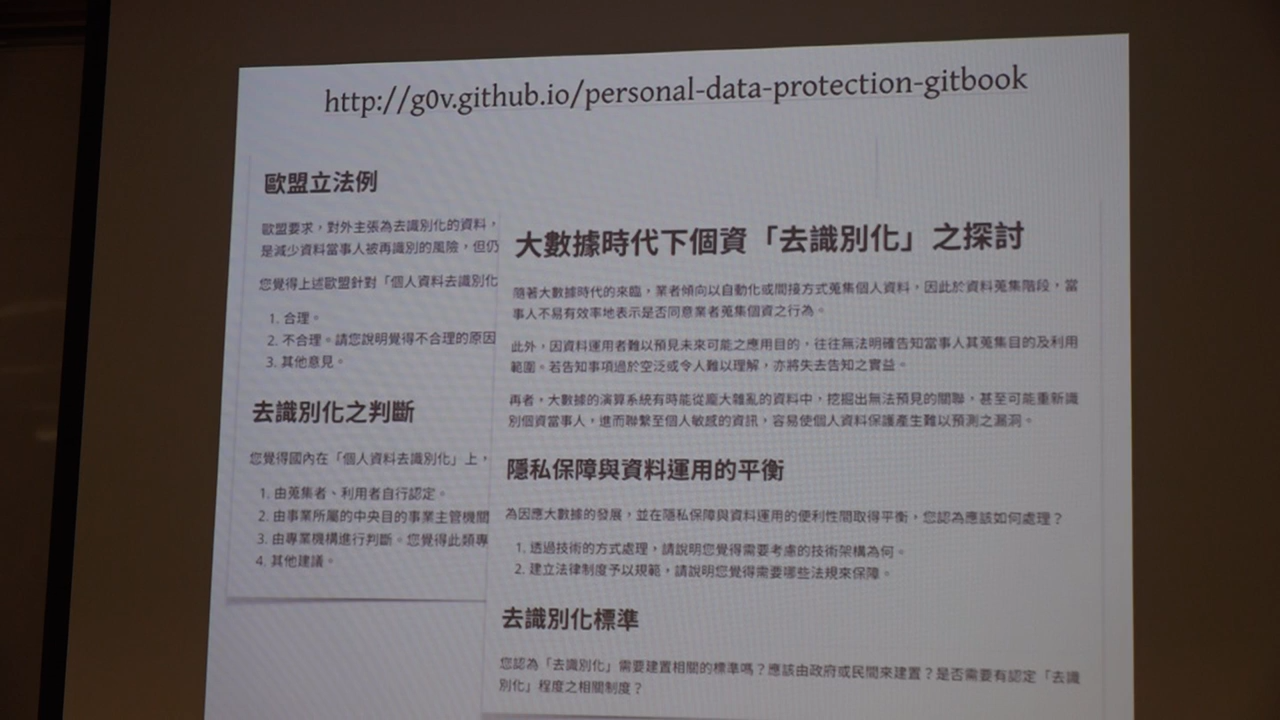 http://g0v.github.io/personal-data-protection-gitbook
歐盟立法例
歐盟要求，對外主張為去識別化的資料，
是減少資料當事人被再識別的風險，但仍
您覺得上述歐盟針對「個人資料去識別化
1. 合理。
2. 不合理。請您說明覺得不合理的原因
3. 其他意見。
去識別化之判斷
您覺得國內在「個人資料去識別化」上，
1. 由蒐集者、利用者自行認定。
2. 由事業所屬的中央目的事業主管機關
3. 由專業機構進行判斷。您覺得此類專
4. 其他建議。
大數據時代下個資「去識別化」之探討
隨著大數據時代的來臨，業者傾向以自動化或間接方式蒐集個人資料，因此於資料蒐集階段，當
事人不易有效率地表示是否同意業者蒐集個資之行為。
此外，因資料運用者難以預見未來可能之應用目的，往往無法明確告知當事人其蒐集目的及利用
範圍。若告知事項過於空泛或令人難以理解，亦將失去告知之實益。
再者，大數據的演算系統有時能從龐大雜亂的資料中，挖掘出無法預見的關聯，甚至可能重新識
別個資當事人，進而聯繫至個人敏感的資訊，容易使個人資料保護產生難以預測之漏洞。
隱私保障與資料運用的平衡
為因應大數據的發展，並在隱私保障與資料運用的便利性間取得平衡，您認為應該如何處理？
1. 透過技術的方式處理，請說明您覺得需要考慮的技術架構為何。
2. 建立法律制度予以規範，請說明您覺得需要哪些法規來保障。
去識別化標準
您認為「去識別化」需要建置相關的標準嗎？應該由政府或民間來建置？是否需要有認定「去識
別化」程度之相關制度？